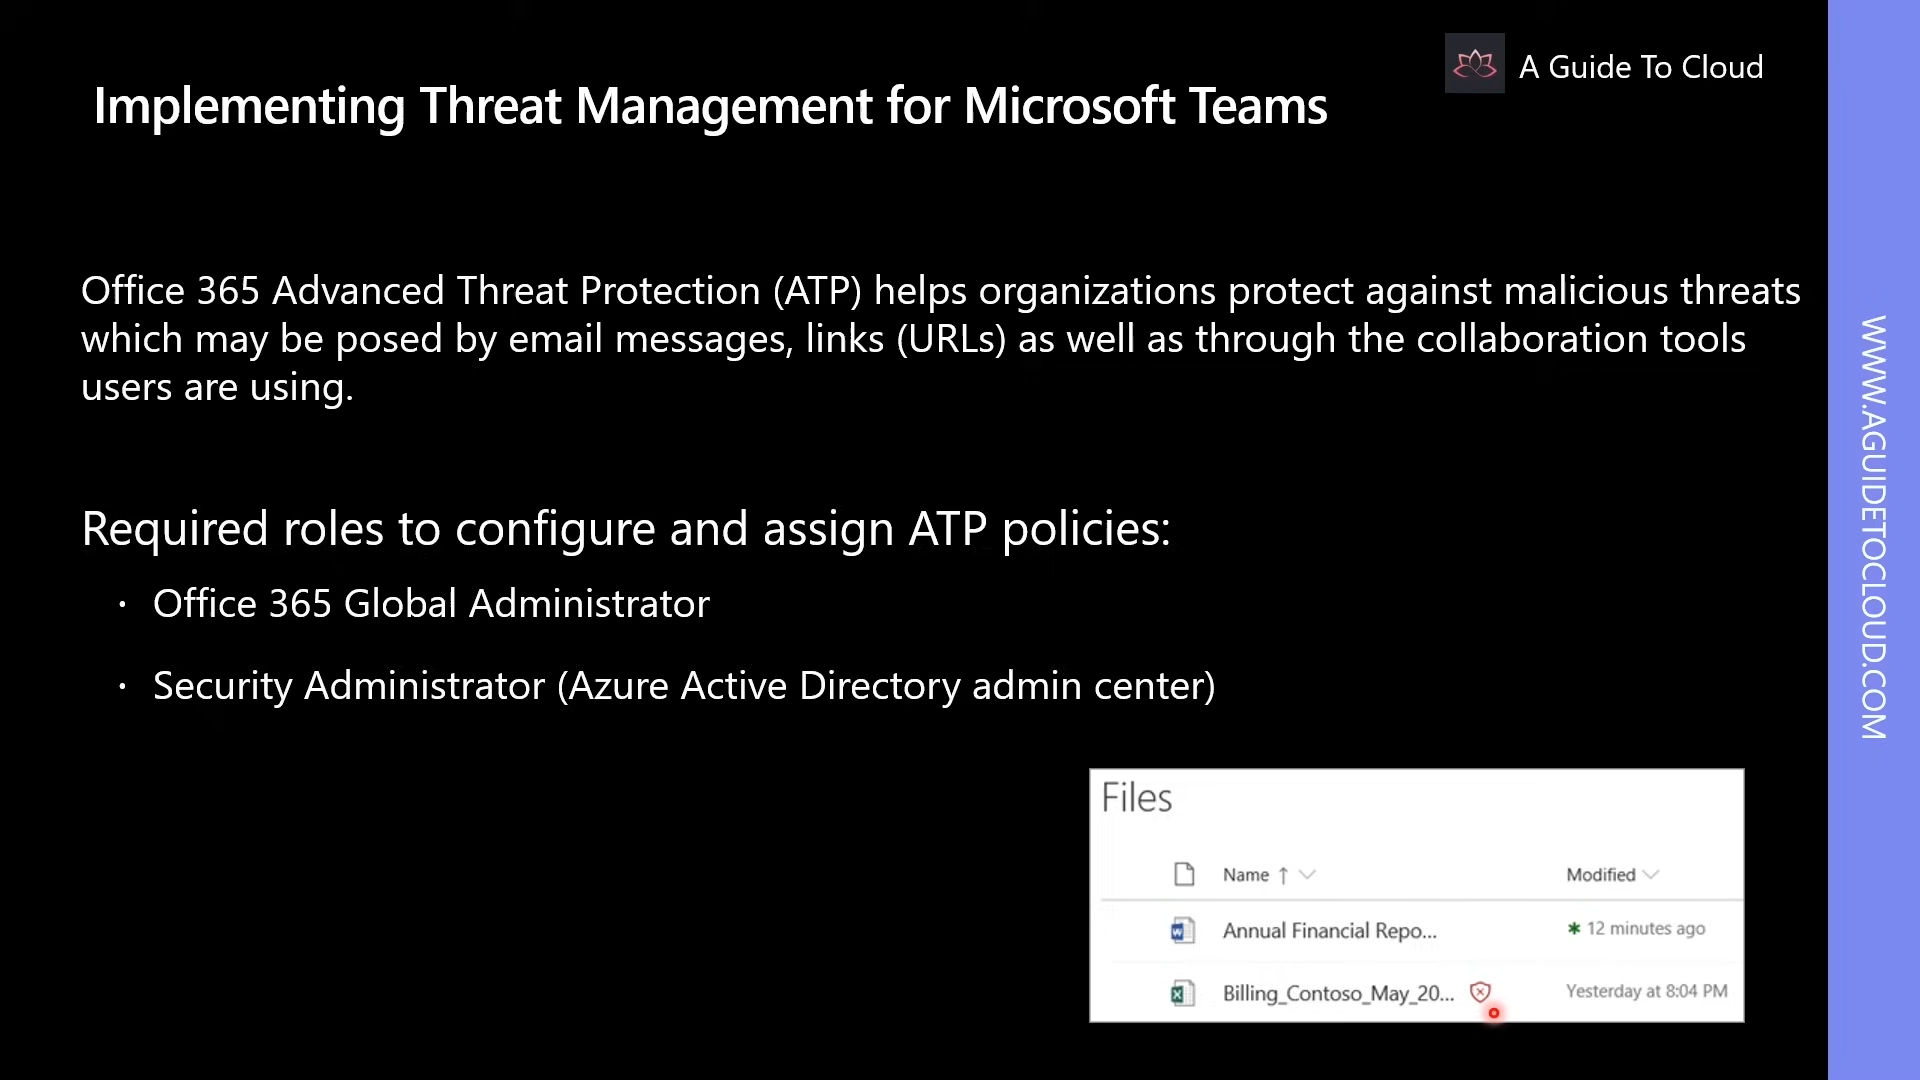 A Guide To Cloud
Implementing Threat Management for Microsoft Teams
Office 365 Advanced Threat Protection (ATP) helps organizations protect against malicious threats
which may be posed by email messages, links (URLs) as well as through the collaboration tools
users are using.
Required roles to configure and assign ATP policies:
· Office 365 Global Administrator
· Security Administrator (Azure Active Directory admin center)
Files
Name ↑ Modified
Annual Financial Repo... 12 minutes ago
Billing_Contoso_May_20... Yesterday at 8:04 PM
WWW.AGUIDETOCLOUD.COM